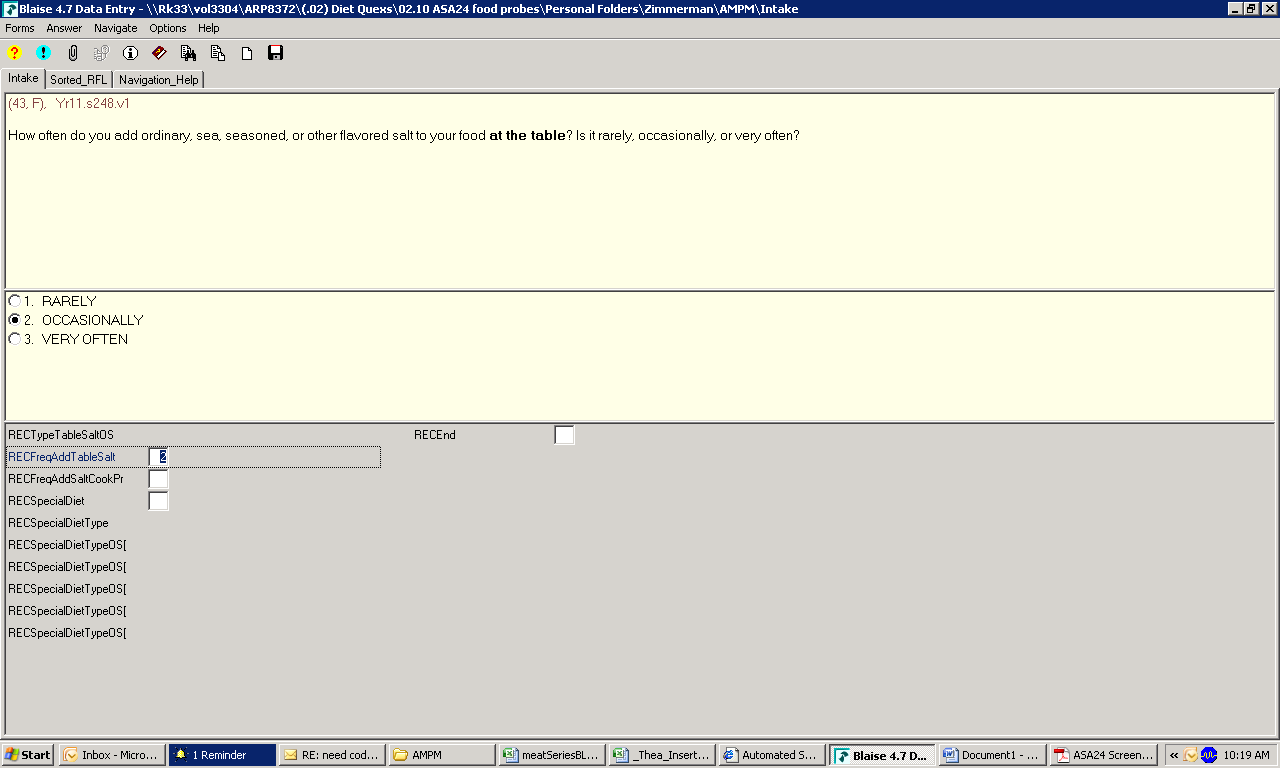 Blaise 4.7 Data Entry - \\Rk33\vol3304\ARP8372\(.02) Diet Quexs\02.10 ASA24 food probes\Personal Folders\Zimmerman\AMPM\Intake
Forms Answer Navigate Options Help
Intake Sorted_RFL Navigation_Help
(43, F), Yr11.s248.v1
How often do you add ordinary, sea, seasoned, or other flavored salt to your food at the table? Is it rarely, occasionally, or very often?
1. RARELY
2. OCCASIONALLY
3. VERY OFTEN
RECTypeTableSaltOS RECEnd
RECFreqAddTableSalt 2
RECFreqAddSaltCookPr
RECSpecialDiet
RECSpecialDietType
RECSpecialDietTypeOS[
RECSpecialDietTypeOS[
RECSpecialDietTypeOS[
RECSpecialDietTypeOS[
RECSpecialDietTypeOS[
Start Inbox - Micro... 1 Reminder RE: need cod... AMPM meatSeriesBL... _Thea_Insert... Automated S... Blaise 4.7 D... Document1 - ... ASA24 Screen... « 10:19 AM